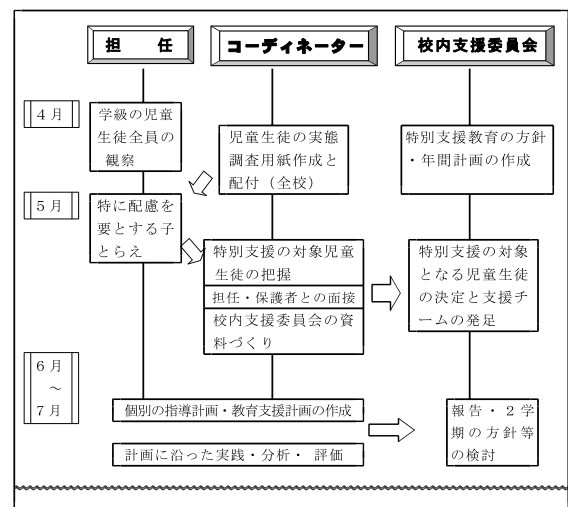 担　任
コーディネーター
校内支援委員会
４月
学級の児童
生徒全員の
観察
児童生徒の実態
調査用紙作成と
配付（全校）
特別支援教育の方針
・年間計画の作成
５月
特に配慮を
要とする子
とらえ
特別支援の対象児童
生徒の把握
担任・保護者との面接
校内支援委員会の資
料づくり
特別支援の対象
となる児童生徒
の決定と支援チ
ームの発足
６月
～
７月
個別の指導計画・教育支援計画の作成
計画に沿った実践・分析・ 評価
報告・２学
期の方針等
の検討